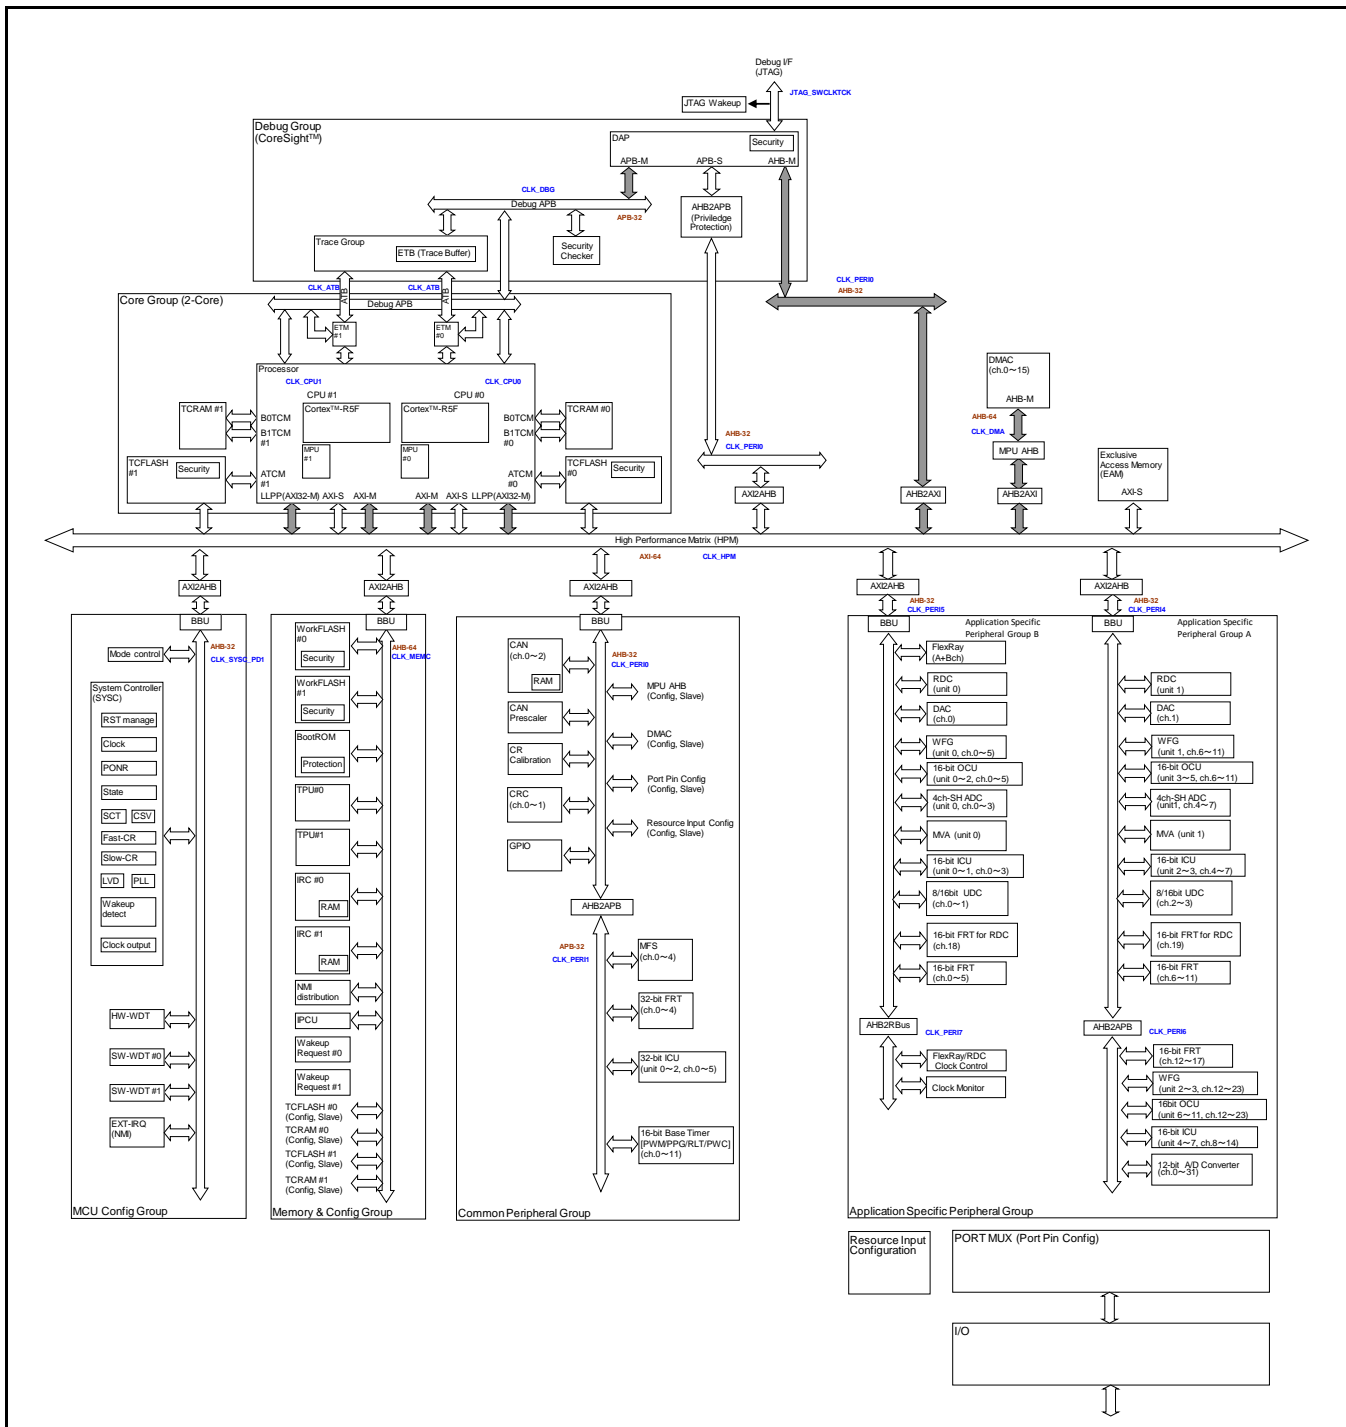 Debug I/F
(JTAG)
JTAG_SWCLKTCK
JTAG Wakeup
Debug Group
(CoreSight™)
DAP
Security
APB-M
APB-S
AHB-M
CLK_DBG
Debug APB
APB-32
AHB2APB
(Priviledge
Protection)
Trace Group
ETB (Trace Buffer)
Security
Checker
CLK_ATB
ATB
CLK_ATB
ATB
CLK_PERI0
AHB-32
Core Group (2-Core)
Debug APB
ETM
#1
ETM
#0
Processor
CLK_CPU1
CLK_CPU0
CPU #1
CPU #0
Cortex™-R5F
Cortex™-R5F
MPU
#1
MPU
#0
TCRAM #1
B0TCM
B1TCM
#1
B0TCM
B1TCM
#0
TCRAM #0
TCFLASH
#1
Security
ATCM
#1
ATCM
#0
TCFLASH
#0
Security
LLPP(AXI32-M)
AXI-S
AXI-M
AXI-M
AXI-S
LLPP(AXI32-M)
AHB-32
CLK_PERI0
AXI2AHB
AHB2AXI
DMAC
(ch.0～15)
AHB-M
AHB-64
CLK_DMA
MPU AHB
AHB2AXI
Exclusive
Access Memory
(EAM)
AXI-S
High Performance Matrix (HPM)
AXI-64
CLK_HPM
AXI2AHB
BBU
AHB-32
CLK_SYSC_PD1
Mode control
System Controller
(SYSC)
RST manage
Clock
PONR
State
SCT
CSV
Fast-CR
Slow-CR
LVD
PLL
Wakeup
detect
Clock output
HW-WDT
SW-WDT #0
SW-WDT #1
EXT-IRQ
(NMI)
MCU Config Group
AXI2AHB
BBU
AHB-64
CLK_MEMC
WorkFLASH
#0
Security
WorkFLASH
#1
Security
BootROM
Protection
TPU#0
TPU#1
IRC #0
RAM
IRC #1
RAM
NMI
distribution
IPCU
Wakeup
Request #0
Wakeup
Request #1
TCFLASH #0
(Config, Slave)
TCRAM #0
(Config, Slave)
TCFLASH #1
(Config, Slave)
TCRAM #1
(Config, Slave)
Memory & Config Group
AXI2AHB
BBU
AHB-32
CLK_PERI0
CAN
(ch.0～2)
RAM
CAN
Prescaler
CR
Calibration
CRC
(ch.0～1)
GPIO
MPU AHB
(Config, Slave)
DMAC
(Config, Slave)
Port Pin Config
(Config, Slave)
Resource Input Config
(Config, Slave)
AHB2APB
APB-32
CLK_PERI1
MFS
(ch.0～4)
32-bit FRT
(ch.0～4)
32-bit ICU
(unit 0～2, ch.0～5)
16-bit Base Timer
[PWM/PPG/RLT/PWC]
(ch.0～11)
Common Peripheral Group
AXI2AHB
AHB-32
CLK_PERI5
BBU
Application Specific
Peripheral Group B
FlexRay
(A+Bch)
RDC
(unit 0)
DAC
(ch.0)
WFG
(unit 0, ch.0～5)
16-bit OCU
(unit 0～2, ch.0～5)
4ch-SH ADC
(unit 0, ch.0～3)
MVA (unit 0)
16-bit ICU
(unit 0～1, ch.0～3)
8/16bit UDC
(ch.0～1)
16-bit FRT for RDC
(ch.18)
16-bit FRT
(ch.0～5)
AHB2RBus
CLK_PERI7
FlexRay/RDC
Clock Control
Clock Monitor
AXI2AHB
AHB-32
CLK_PERI4
BBU
Application Specific
Peripheral Group A
RDC
(unit 1)
DAC
(ch.1)
WFG
(unit 1, ch.6～11)
16-bit OCU
(unit 3～5, ch.6～11)
4ch-SH ADC
(unit1, ch.4～7)
MVA (unit 1)
16-bit ICU
(unit 2～3, ch.4～7)
8/16bit UDC
(ch.2～3)
16-bit FRT for RDC
(ch.19)
16-bit FRT
(ch.6～11)
AHB2APB
CLK_PERI6
16-bit FRT
(ch.12～17)
WFG
(unit 2～3, ch.12～23)
16bit OCU
(unit 6～11, ch.12～23)
16-bit ICU
(unit 4～7, ch.8～14)
12-bit A/D Converter
(ch.0～31)
Application Specific Peripheral Group
Resource Input
Configuration
PORT MUX (Port Pin Config)
I/O